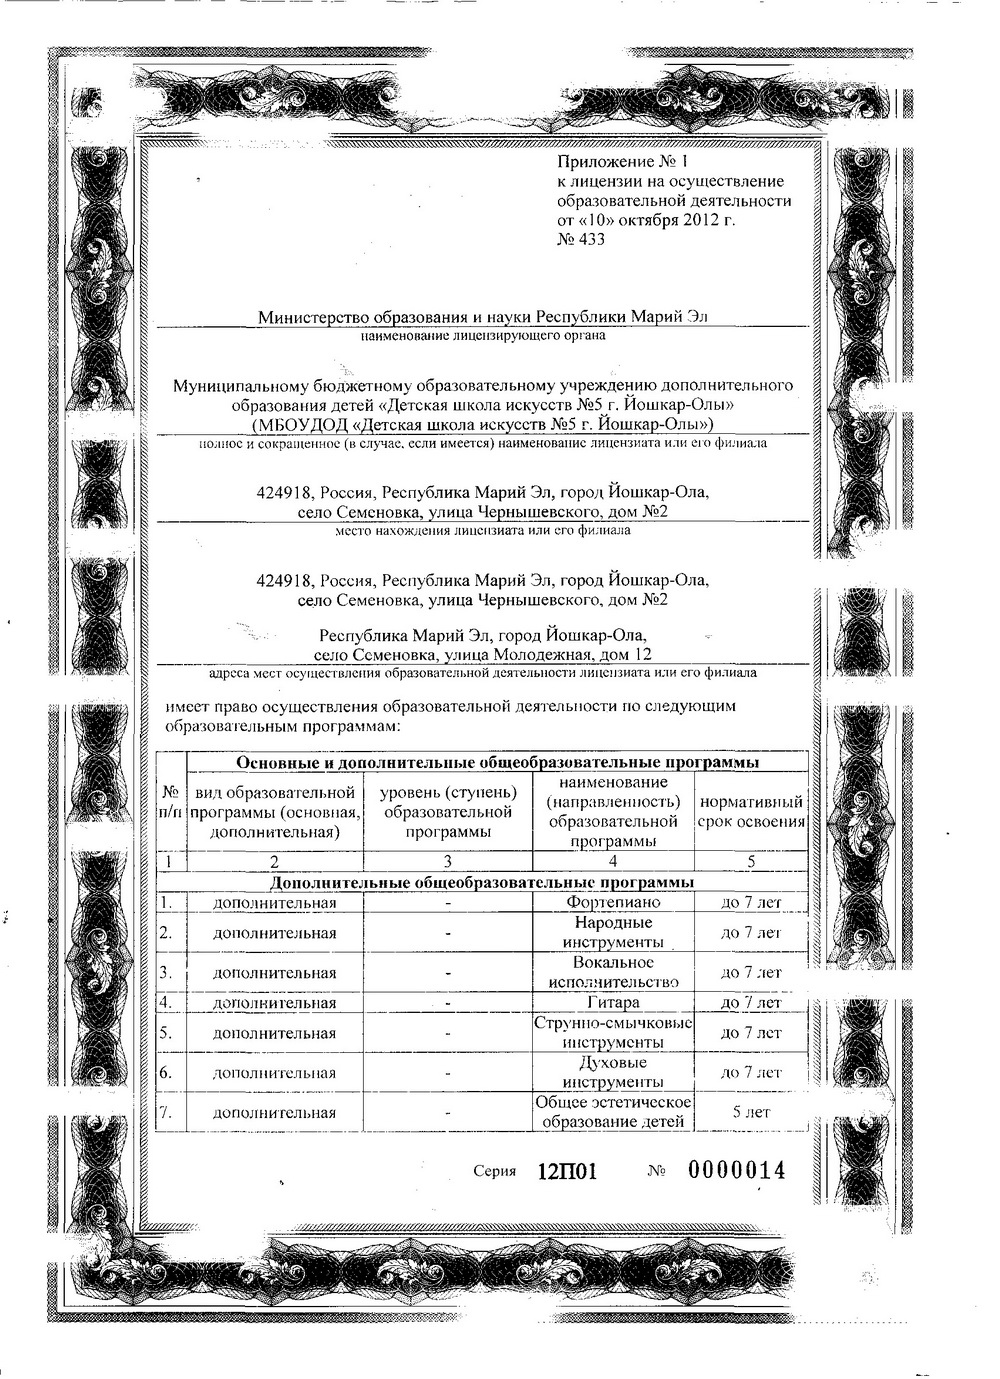 Приложение № 1
к лицензии на осуществление
образовательной деятельности
от «10» октября 2012 г.
№ 433
Министерство образования и науки Республики Марий Эл
наименование лицензирующего органа
Муниципальному бюджетному образовательному учреждению дополнительного
образования детей «Детская школа искусств №5 г. Йошкар-Олы»
(МБОУДОД «Детская школа искусств №5 г. Йошкар-Олы»)
полное и сокращенное (в случае, если имеется) наименование лицензиата или его филиала
424918, Россия, Республика Марий Эл, город Йошкар-Ола,
село Семеновка, улица Чернышевского, дом №2
место нахождения лицензиата или его филиала
424918, Россия, Республика Марий Эл, город Йошкар-Ола,
село Семеновка, улица Чернышевского, дом №2
Республика Марий Эл, город Йошкар-Ола,
село Семеновка, улица Молодежная, дом 12
адреса мест осуществления образовательной деятельности лицензиата или его филиала
имеет право осуществления образовательной деятельности по следующим
образовательным программам:
№ п/п
Основные и дополнительные общеобразовательные программы
вид образовательной
программы (основная,
дополнительная)
уровень (ступень)
образовательной
программы
наименование
(направленность)
образовательной
программы
нормативный
срок освоения
1 2 3 4 5
Дополнительные общеобразовательные программы
1. дополнительная - Фортепиано до 7 лет
2. дополнительная - Народные
инструменты до 7 лет
3. дополнительная - Вокальное
исполнительство до 7 лет
4. дополнительная - Гитара до 7 лет
5. дополнительная - Струнно-смычковые
инструменты до 7 лет
6. дополнительная - Духовые
инструменты до 7 лет
7. дополнительная - Общее эстетическое
образование детей 5 лет
Серия 12П01 № 0000014